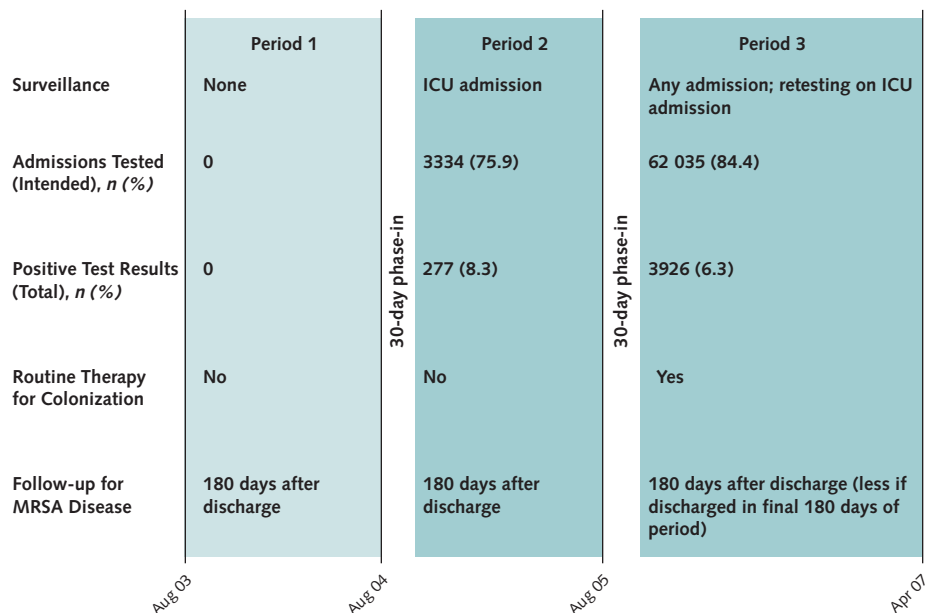 Period 1
Period 2
Period 3
Surveillance
None
ICU admission
Any admission; retesting on ICU
admission
Admissions Tested
(Intended), n (%)
0
3334 (75.9)
62 035 (84.4)
30-day phase-in
30-day phase-in
Positive Test Results
(Total), n (%)
0
277 (8.3)
3926 (6.3)
Routine Therapy
for Colonization
No
No
Yes
Follow-up for
MRSA Disease
180 days after
discharge
180 days after
discharge
180 days after discharge (less if
discharged in final 180 days of
period)
Aug 03
Aug 04
Aug 05
Apr 07